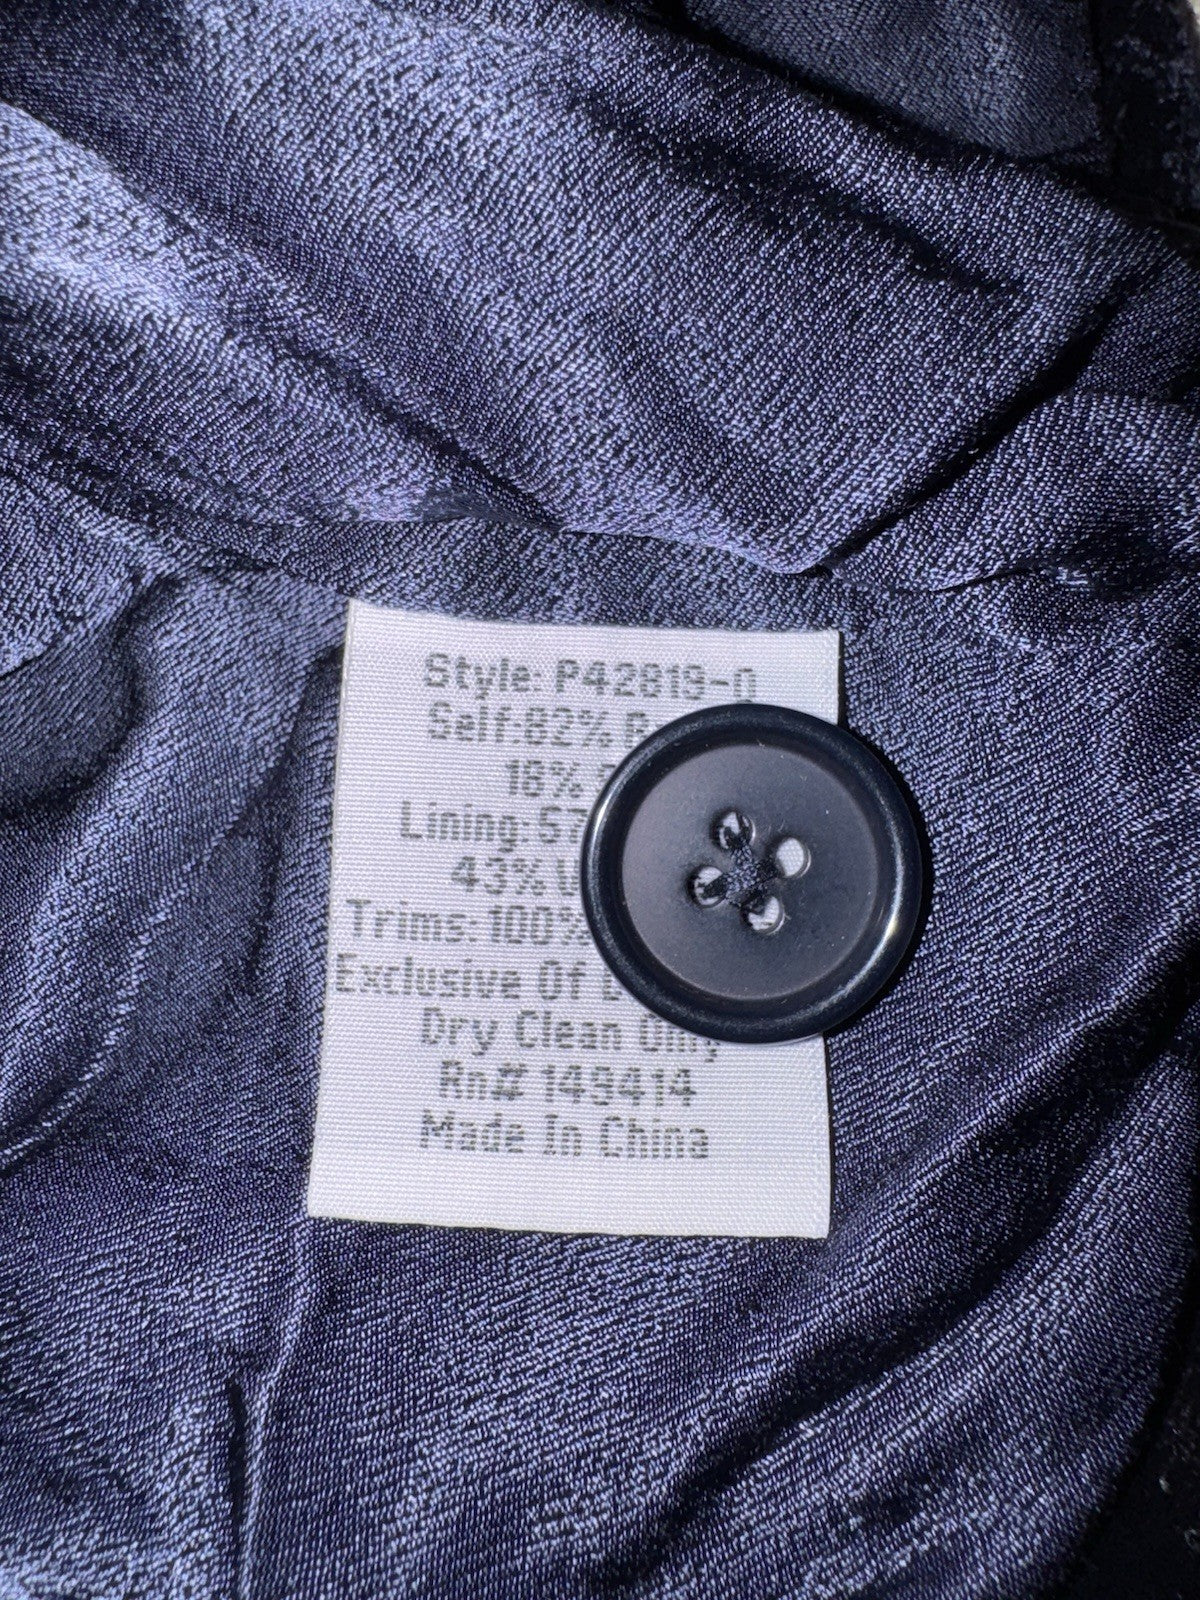 Style: P42819-0
Self:82%
18%
Lining:
43%
Trims: 100%
Exclusive Of
Dry Clean Only
Rn# 149414
Made In China